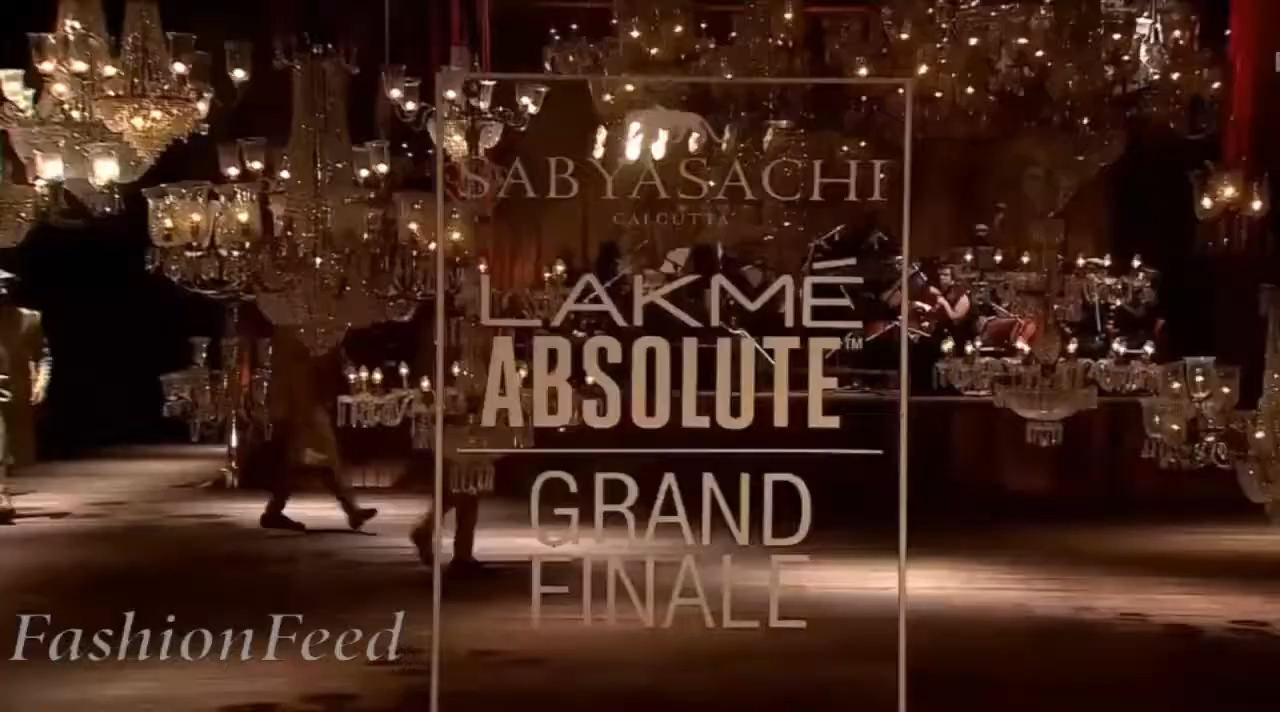 SABYASACHI
CALCUTTA
LAKMÉ
ABSOLUTE™
GRAND
FINALE
FashionFeed